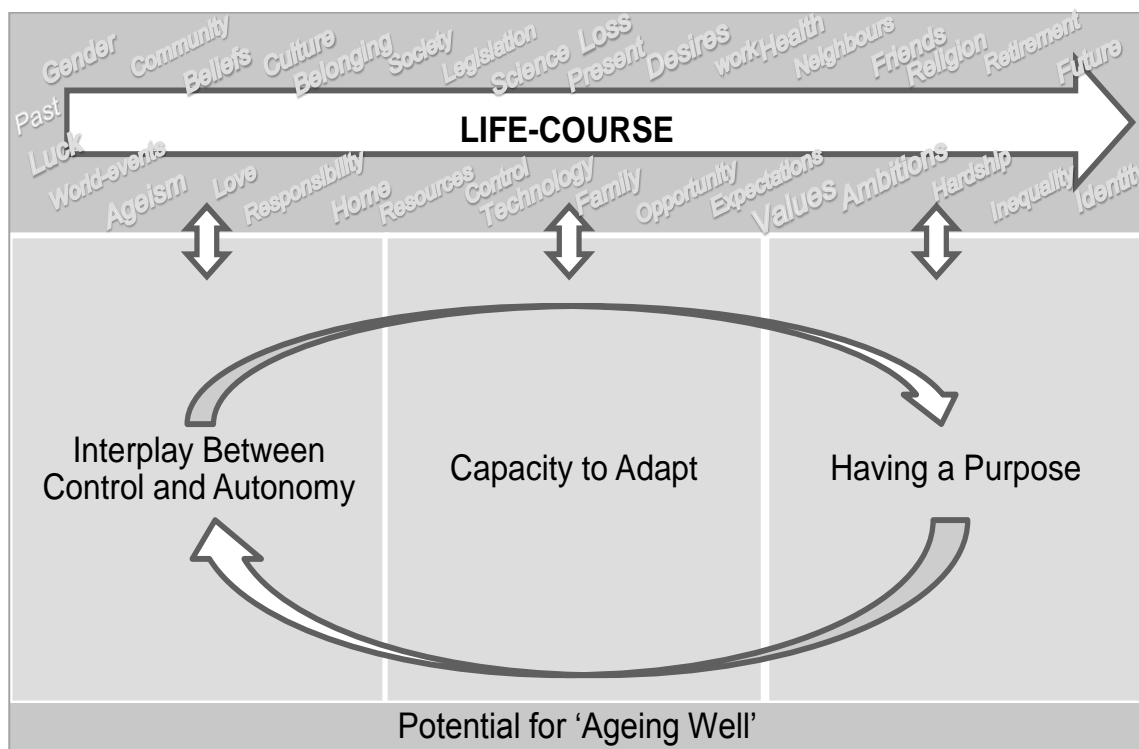 Gender
Community
Beliefs
Culture
Belonging
Society
Legislation
Science
Loss
Present
Desires
work
Health
Neighbours
Friends
Religion
Retirement
Future
Past
LIFE-COURSE
Luck
World-events
Ageism
Love
Responsibility
Home
Resources
Control
Technology
Family
Opportunity
Expectations
Values
Ambitions
Hardship
Inequality
Identit
Interplay Between
Control and Autonomy
Capacity to Adapt
Having a Purpose
Potential for ‘Ageing Well’